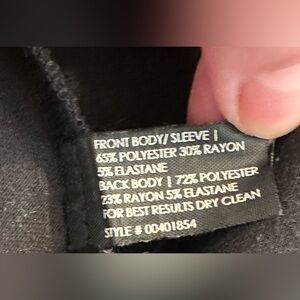 FRONT BODY/ SLEEVE |
65% POLYESTER 30% RAYON
5% ELASTANE
BACK BODY | 72% POLYESTER
23% RAYON 5% ELASTANE
FOR BEST RESULTS DRY CLEAN
STYLE # 00401854